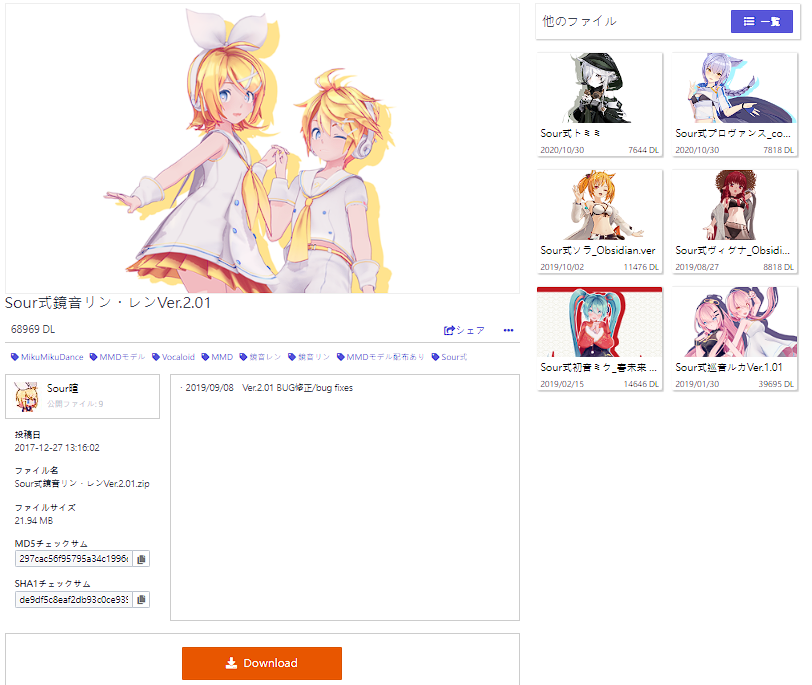 Sour式鏡音リン・レンVer.2.01
68969 DL
シェア
MikuMikuDance MMDモデル Vocaloid MMD 鏡音レン 鏡音リン MMDモデル配布あり Sour式
Sour暄
公開ファイル: 9
投稿日
2017-12-27 13:16:02
ファイル名
Sour式鏡音リン・レンVer.2.01.zip
ファイルサイズ
21.94 MB
MD5チェックサム
297cac56f95795a34c1996
SHA1チェックサム
de9df5c8eaf2db93c0ce939
・2019/09/08 Ver.2.01 BUG修正/bug fixes
Download
他のファイル
一覧
Sour式トミミ
2020/10/30 7644 DL
Sour式プロヴァンス_co...
2020/10/30 7818 DL
Sour式ソラ_Obsidian.ver
2019/10/02 11476 DL
Sour式ヴィグナ_Obsidi...
2019/08/27 8818 DL
Sour式初音ミク_春未来 ...
2019/02/15 14646 DL
Sour式巡音ルカVer.1.01
2019/01/30 39695 DL